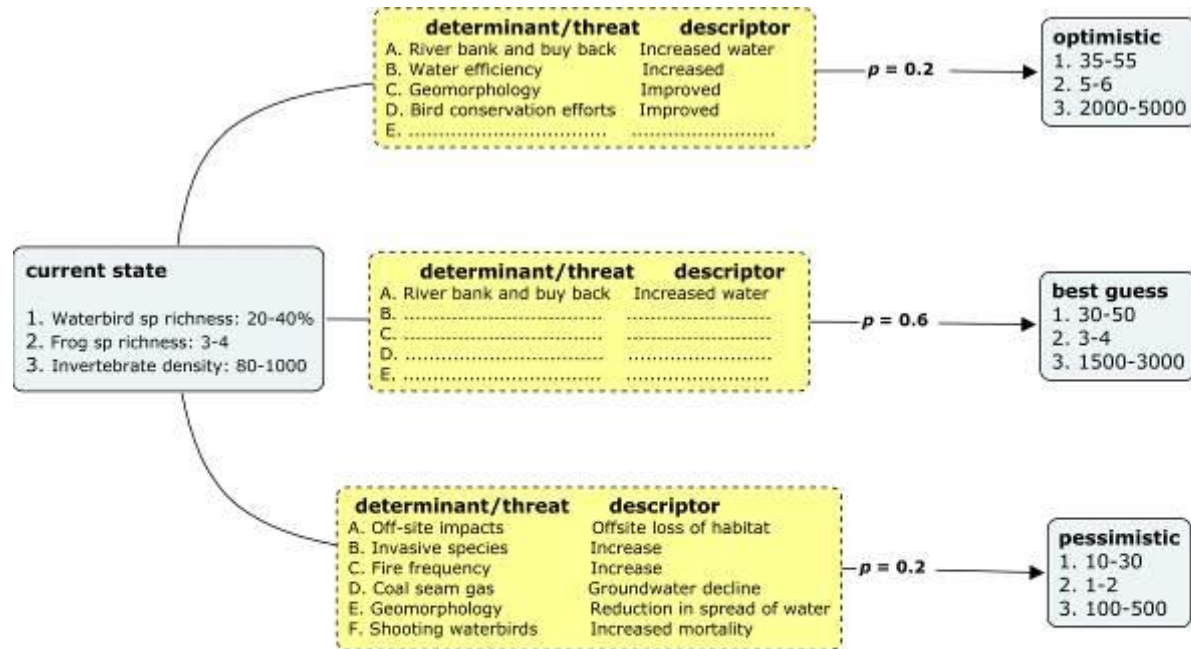 determinant/threat descriptor
A. River bank and buy back Increased water
B. Water efficiency Increased
C. Geomorphology Improved
D. Bird conservation efforts Improved
E. .................................. ........................
p = 0.2
optimistic
1. 35-55
2. 5-6
3. 2000-5000
current state
1. Waterbird sp richness: 20-40%
2. Frog sp richness: 3-4
3. Invertebrate density: 80-1000
determinant/threat descriptor
A. River bank and buy back Increased water
B. .................................. ........................
C. .................................. ........................
D. .................................. ........................
E. .................................. ........................
p = 0.6
best guess
1. 30-50
2. 3-4
3. 1500-3000
determinant/threat descriptor
A. Off-site impacts Offsite loss of habitat
B. Invasive species Increase
C. Fire frequency Increase
D. Coal seam gas Groundwater decline
E. Geomorphology Reduction in spread of water
F. Shooting waterbirds Increased mortality
p = 0.2
pessimistic
1. 10-30
2. 1-2
3. 100-500